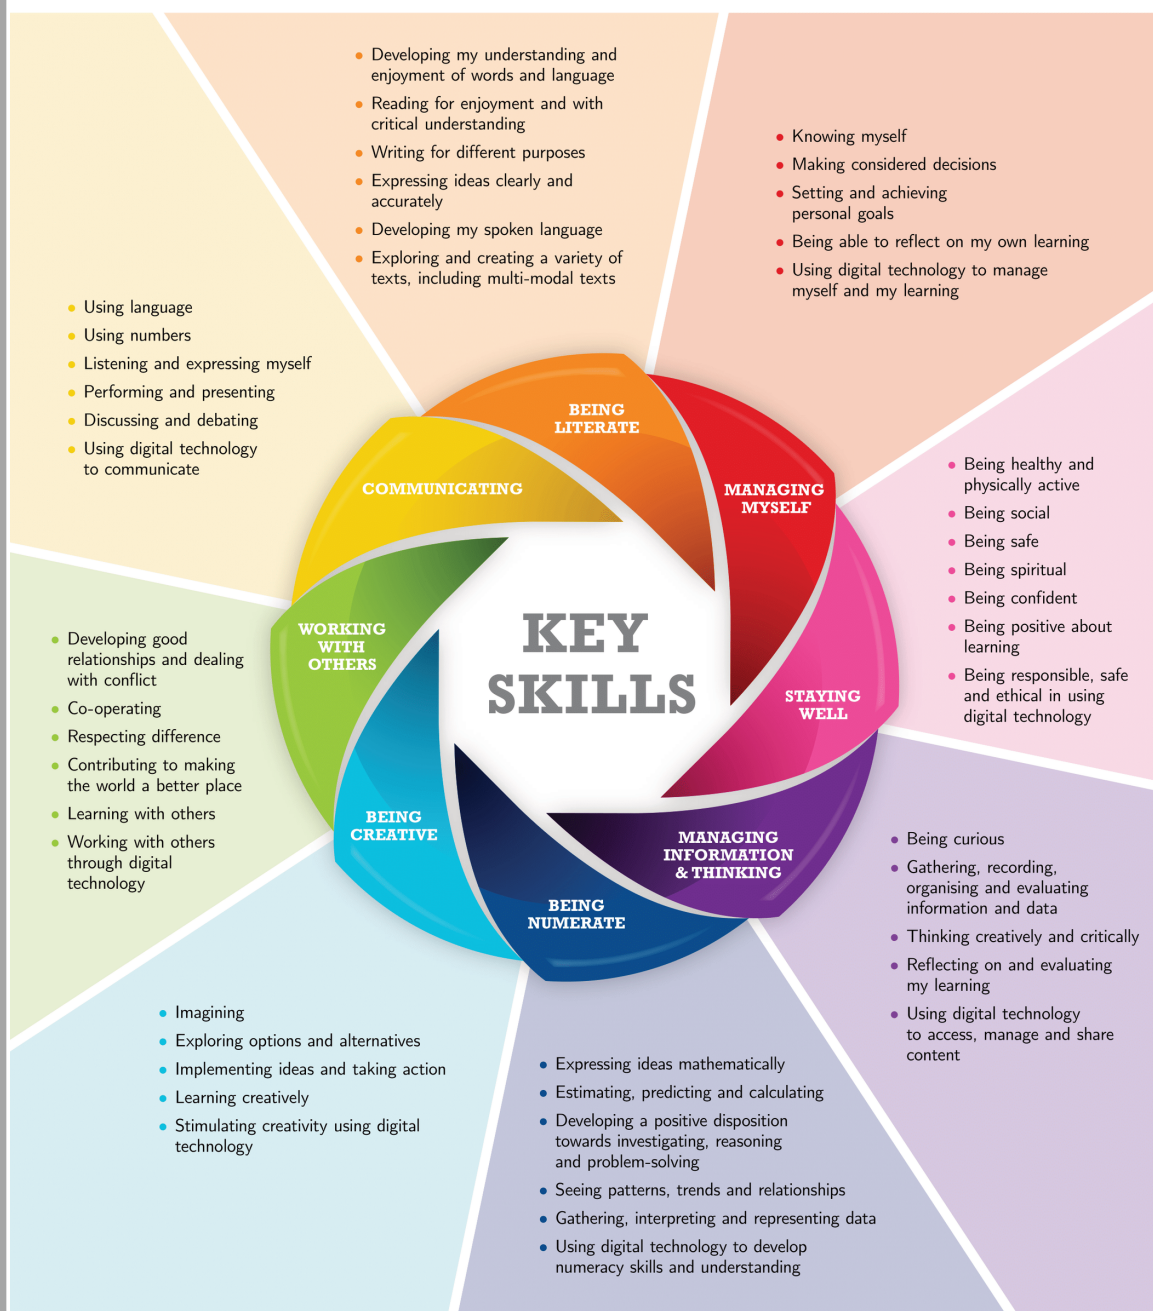 KEY
SKILLS
BEING
LITERATE
• Developing my understanding and
enjoyment of words and language
• Reading for enjoyment and with
critical understanding
• Writing for different purposes
• Expressing ideas clearly and
accurately
• Developing my spoken language
• Exploring and creating a variety of
texts, including multi-modal texts
MANAGING
MYSELF
• Knowing myself
• Making considered decisions
• Setting and achieving
personal goals
• Being able to reflect on my own learning
• Using digital technology to manage
myself and my learning
STAYING
WELL
• Being healthy and
physically active
• Being social
• Being safe
• Being spiritual
• Being confident
• Being positive about
learning
• Being responsible, safe
and ethical in using
digital technology
MANAGING
INFORMATION
& THINKING
• Being curious
• Gathering, recording,
organising and evaluating
information and data
• Thinking creatively and critically
• Reflecting on and evaluating
my learning
• Using digital technology
to access, manage and share
content
BEING
NUMERATE
• Expressing ideas mathematically
• Estimating, predicting and calculating
• Developing a positive disposition
towards investigating, reasoning
and problem-solving
• Seeing patterns, trends and relationships
• Gathering, interpreting and representing data
• Using digital technology to develop
numeracy skills and understanding
BEING
CREATIVE
• Imagining
• Exploring options and alternatives
• Implementing ideas and taking action
• Learning creatively
• Stimulating creativity using digital
technology
WORKING
WITH
OTHERS
• Developing good
relationships and dealing
with conflict
• Co-operating
• Respecting difference
• Contributing to making
the world a better place
• Learning with others
• Working with others
through digital
technology
COMMUNICATING
• Using language
• Using numbers
• Listening and expressing myself
• Performing and presenting
• Discussing and debating
• Using digital technology
to communicate